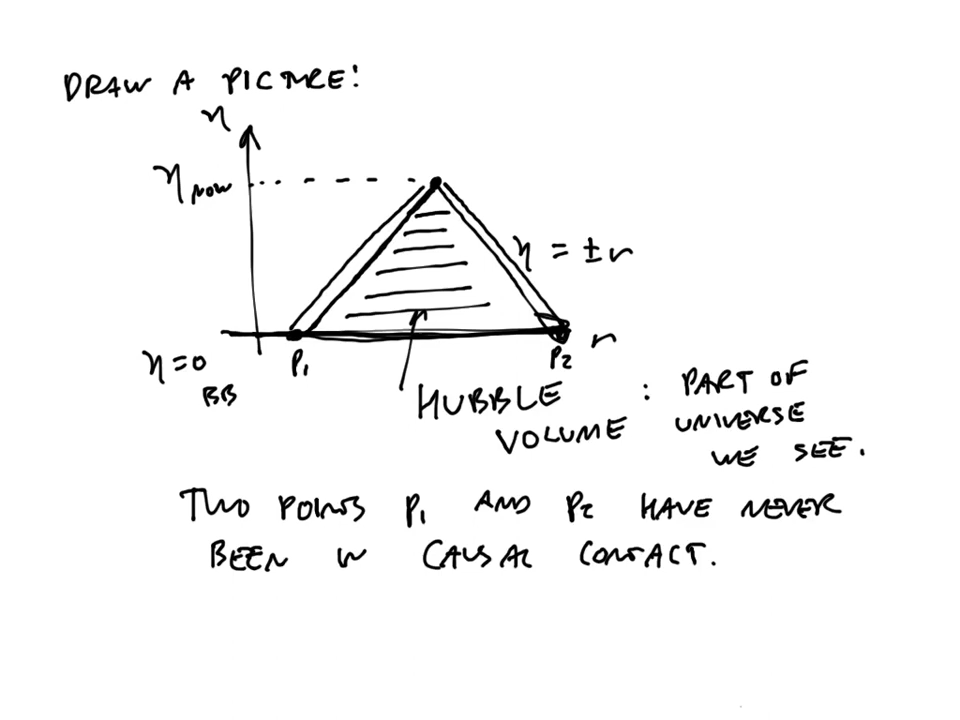 DRAW A PICTURE!
η
η NOW
η = ±r
η=0
BB
P1
P2
r
HUBBLE
VOLUME
: PART OF
UNIVERSE
WE SEE.
TWO POINTS P1 AND P2 HAVE NEVER
BEEN IN CAUSAL CONTACT.